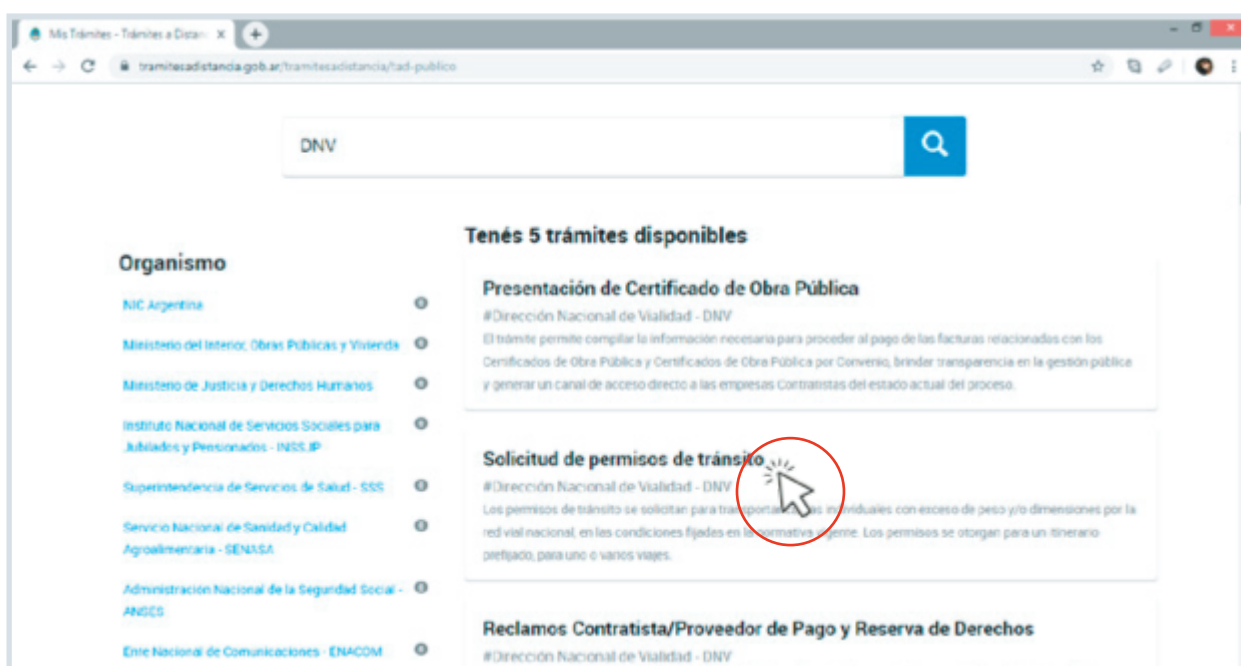 Mis Trámites - Trámites a Distan
tramitesadistancia.gob.ar/tramitesadistancia/tad-publico
DNV
Tenés 5 trámites disponibles
Organismo
NIC Argentina
Ministerio del Interior, Obras Públicas y Vivienda
Ministerio de Justicia y Derechos Humanos
Instituto Nacional de Servicios Sociales para
Jubilados y Pensionados - INSSJP
Superintendencia de Servicios de Salud - SSS
Servicio Nacional de Sanidad y Calidad
Agroalimentaria - SENASA
Administración Nacional de la Seguridad Social -
ANSES
Ente Nacional de Comunicaciones - ENACOM
Presentación de Certificado de Obra Pública
#Dirección Nacional de Vialidad - DNV
El trámite permite compilar la información necesaria para proceder al pago de las facturas relacionados con los
Certificados de Obra Pública y Certificados de Obra Pública por Convenio, brindar transparencia en la gestión pública
y generar un canal de acceso directo a las empresas Contratistas del estado actual del proceso.
Solicitud de permisos de tránsito
#Dirección Nacional de Vialidad - DNV
Los permisos de tránsito se solicitan para individuales con exceso de peso y/o dimensiones por la
red vial nacional, en las condiciones fijadas en la normativa Los permisos se otorgan para un itinerario
prefijado, para uno o varios viajes.
Reclamos Contratista/Proveedor de Pago y Reserva de Derechos
#Dirección Nacional de Vialidad - DNV